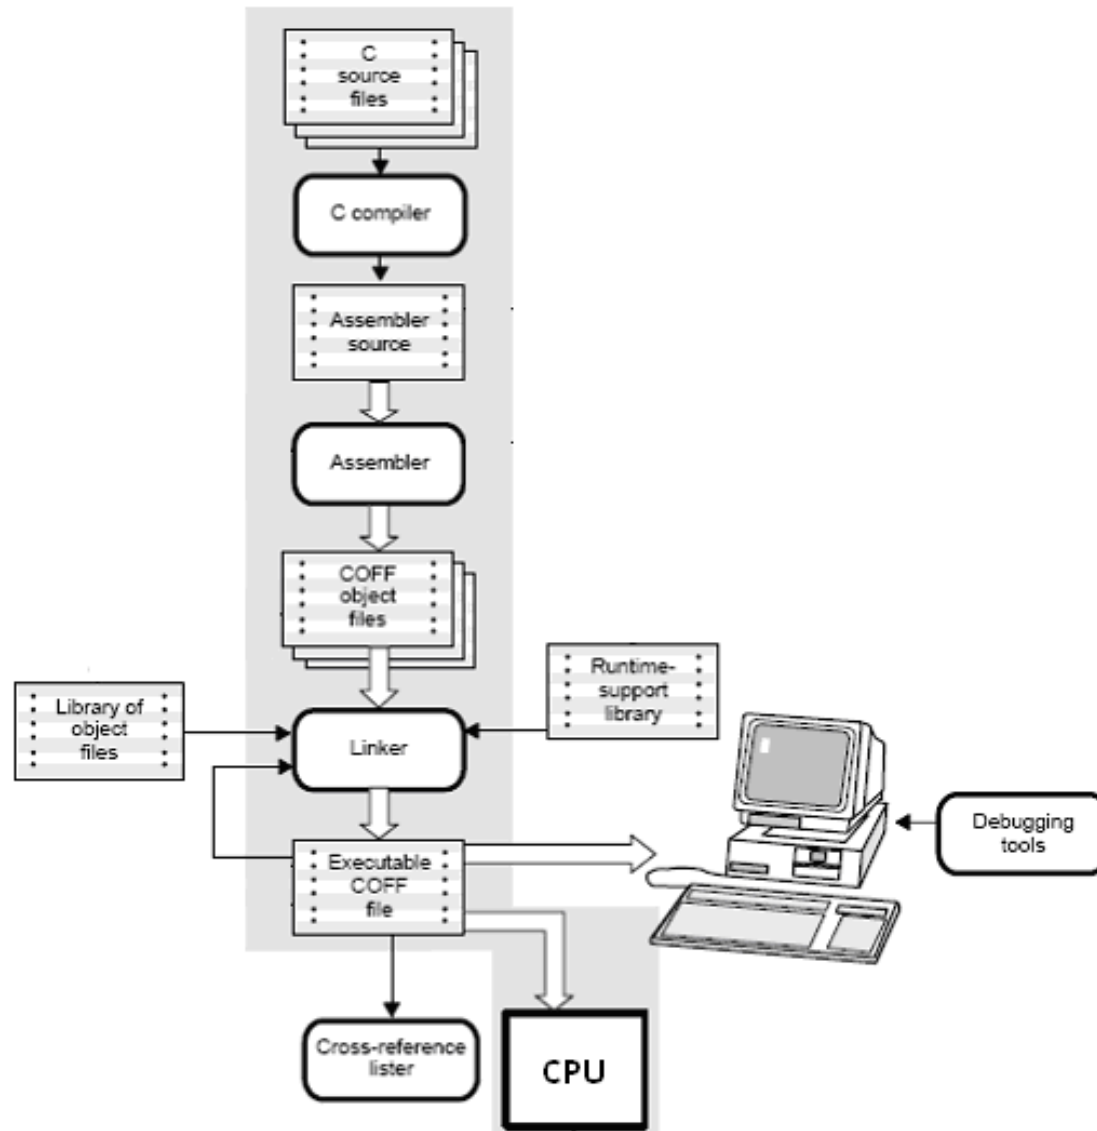 C
source
files
C compiler
Assembler
source
Assembler
COFF
object
files
Library of
object
files
Runtime-
support
library
Linker
Debugging
tools
Executable
COFF
file
Cross-reference
lister
CPU